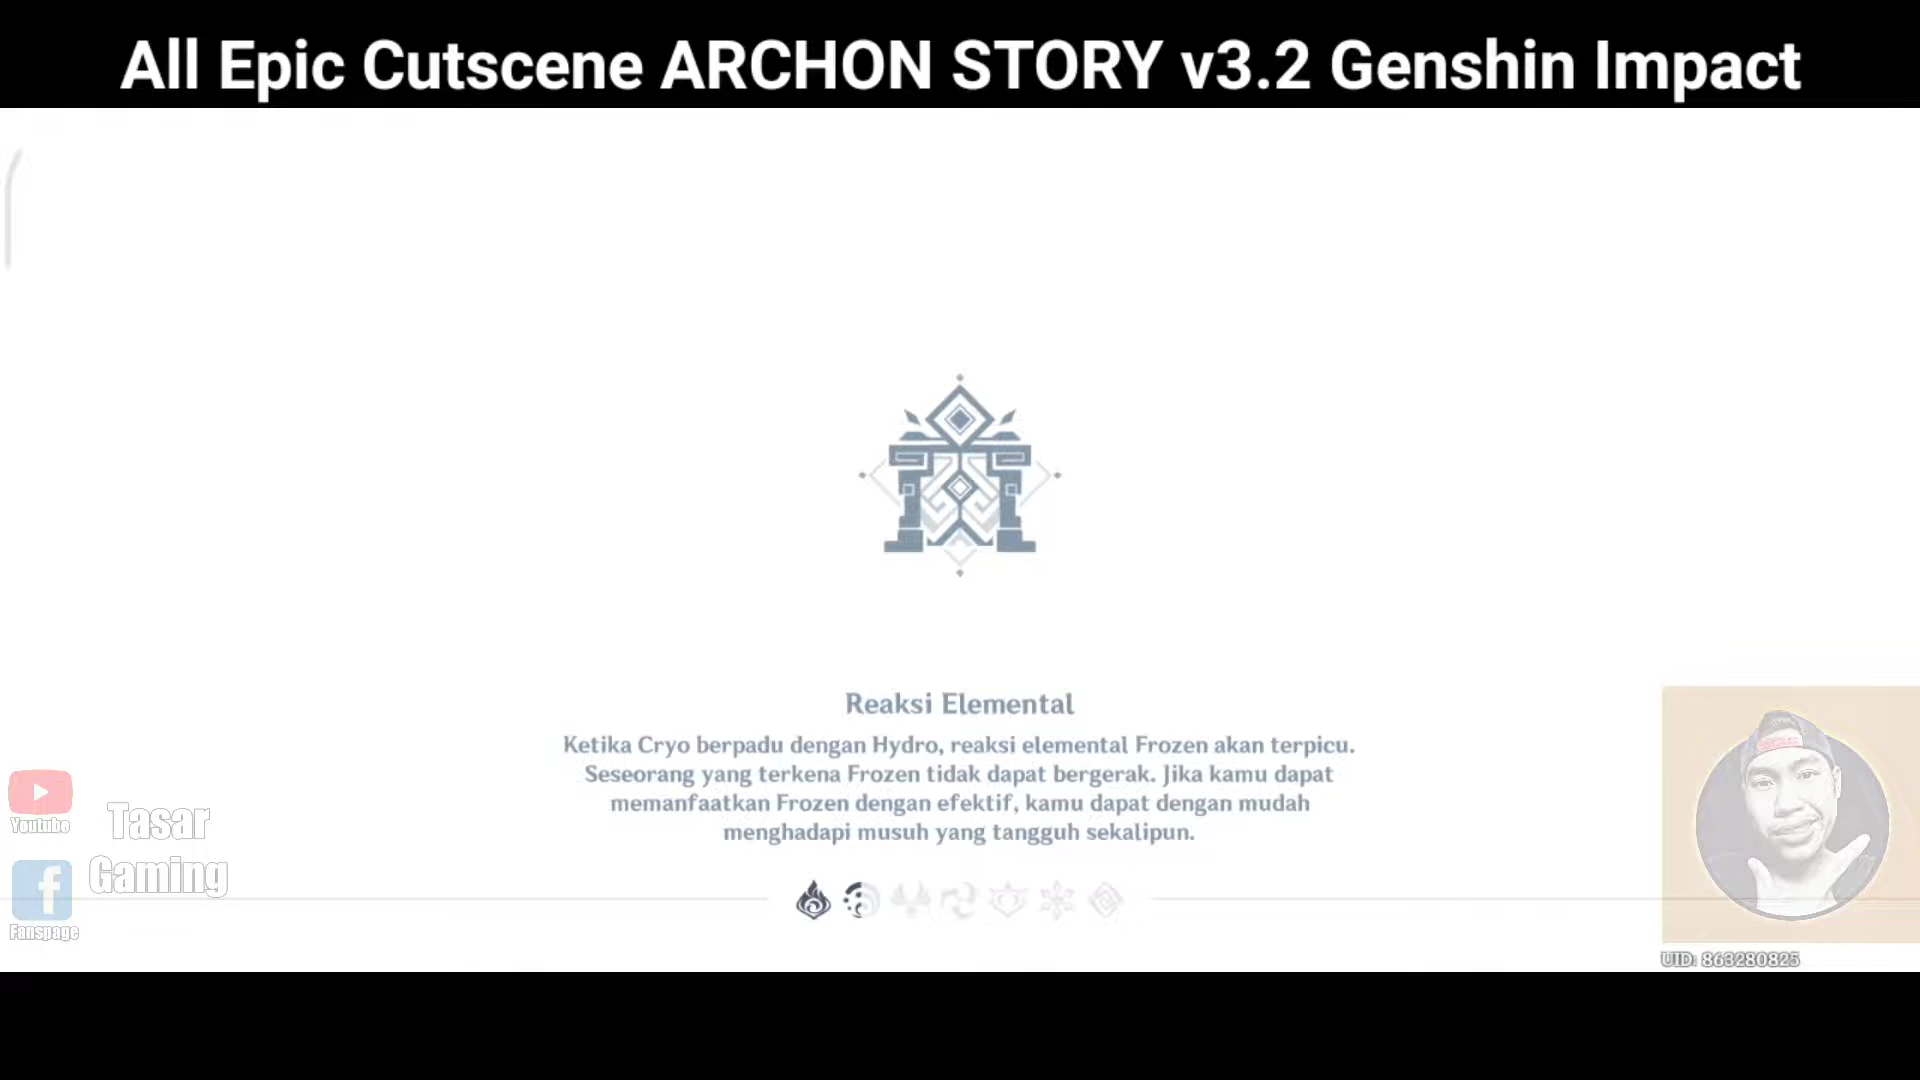 All Epic Cutscene ARCHON STORY v3.2 Genshin Impact
Reaksi Elemental
Ketika Cryo berpadu dengan Hydro, reaksi elemental Frozen akan terpicu.
Seseorang yang terkena Frozen tidak dapat bergerak. Jika kamu dapat
memanfaatkan Frozen dengan efektif, kamu dapat dengan mudah
menghadapi musuh yang tangguh sekalipun.
Youtube
Tasar
Gaming
Fanspage
UID: 863280825